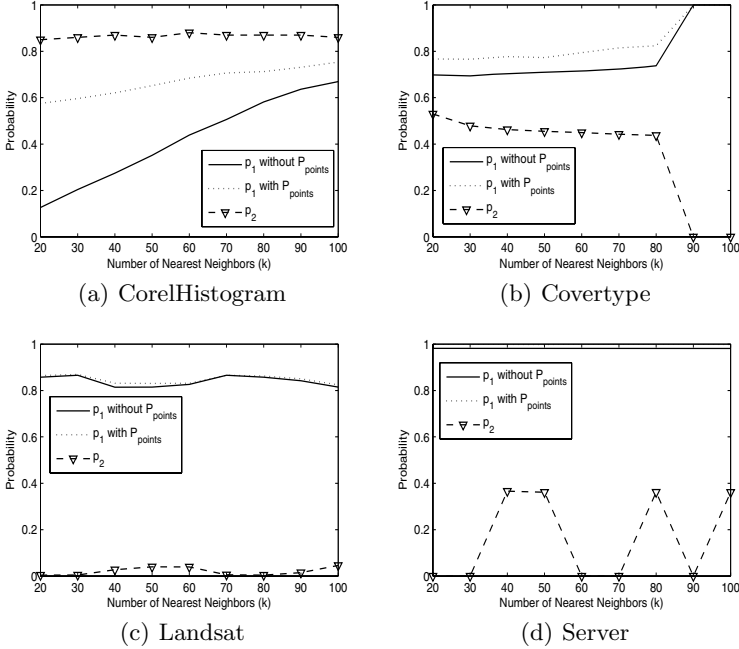 1
0.8
0.6
0.4
0.2
0
Probability
p1 without Ppoints
p1 with Ppoints
p2
20 30 40 50 60 70 80 90 100
Number of Nearest Neighbors (k)
(a) CorelHistogram
1
0.8
0.6
0.4
0.2
0
Probability
p1 without Ppoints
p1 with Ppoints
p2
20 30 40 50 60 70 80 90 100
Number of Nearest Neighbors (k)
(b) Covertype
1
0.8
0.6
0.4
0.2
0
Probability
p1 without Ppoints
p1 with Ppoints
p2
20 30 40 50 60 70 80 90 100
Number of Nearest Neighbors (k)
(c) Landsat
1
0.8
0.6
0.4
0.2
0
Probability
p1 without Ppoints
p1 with Ppoints
p2
20 30 40 50 60 70 80 90 100
Number of Nearest Neighbors (k)
(d) Server